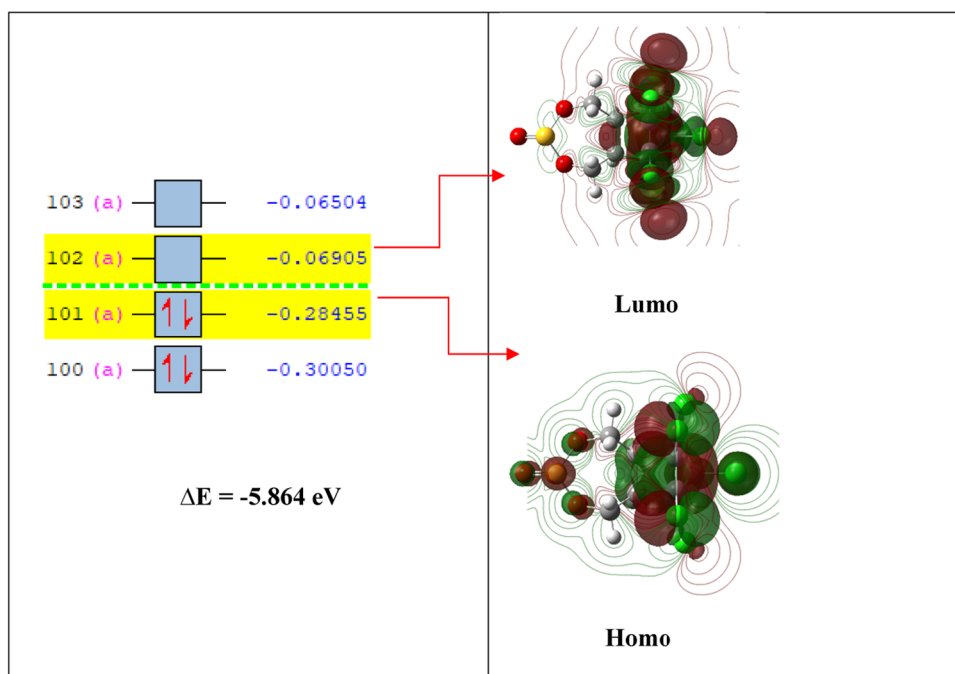 103 (a) -0.06504
102 (a) -0.06905
101 (a) -0.28455
100 (a) -0.30050
ΔE = -5.864 eV
Lumo
Homo